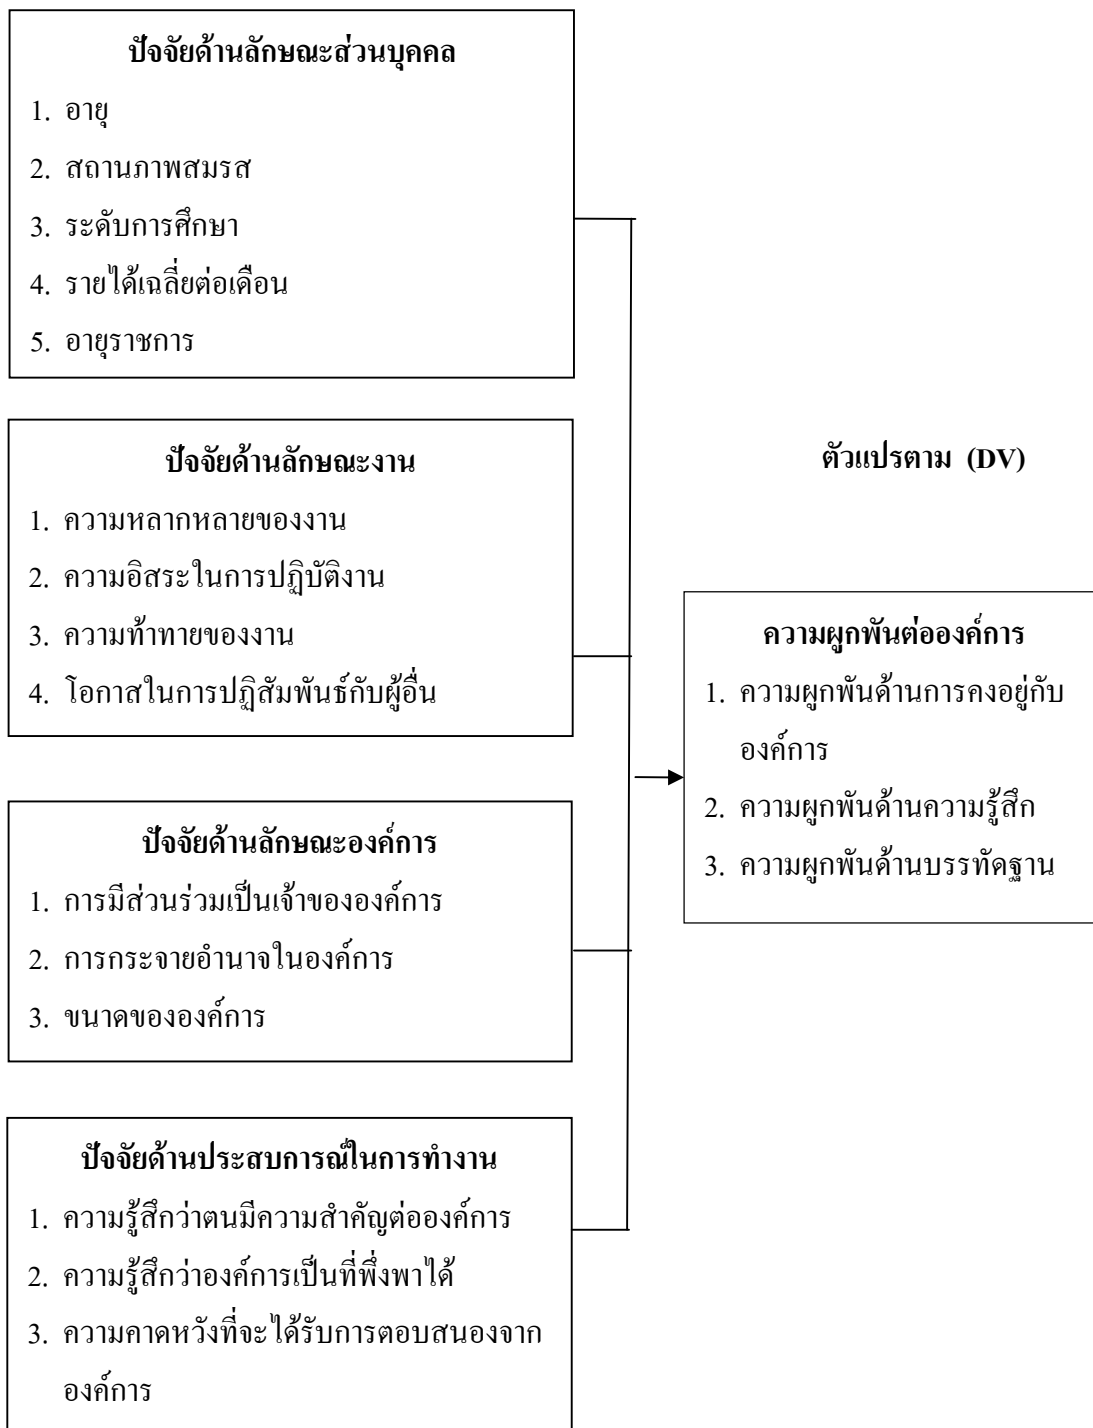 ปัจจัยด้านลักษณะส่วนบุคคล
1. อายุ
2. สถานภาพสมรส
3. ระดับการศึกษา
4. รายได้เฉลี่ยต่อเดือน
5. อายุราชการ
ปัจจัยด้านลักษณะงาน
1. ความหลากหลายของงาน
2. ความอิสระในการปฏิบัติงาน
3. ความท้าทายของงาน
4. โอกาสในการปฏิสัมพันธ์กับผู้อื่น
ปัจจัยด้านลักษณะองค์การ
1. การมีส่วนร่วมเป็นเจ้าขององค์การ
2. การกระจายอำนาจในองค์การ
3. ขนาดขององค์การ
ปัจจัยด้านประสบการณ์ในการทำงาน
1. ความรู้สึกว่าตนมีความสำคัญต่อองค์การ
2. ความรู้สึกว่าองค์การเป็นที่พึ่งพาได้
3. ความคาดหวังที่จะได้รับการตอบสนองจาก
องค์การ
ตัวแปรตาม (DV)
ความผูกพันต่อองค์การ
1. ความผูกพันด้านการคงอยู่กับ
องค์การ
2. ความผูกพันด้านความรู้สึก
3. ความผูกพันด้านบรรทัดฐาน